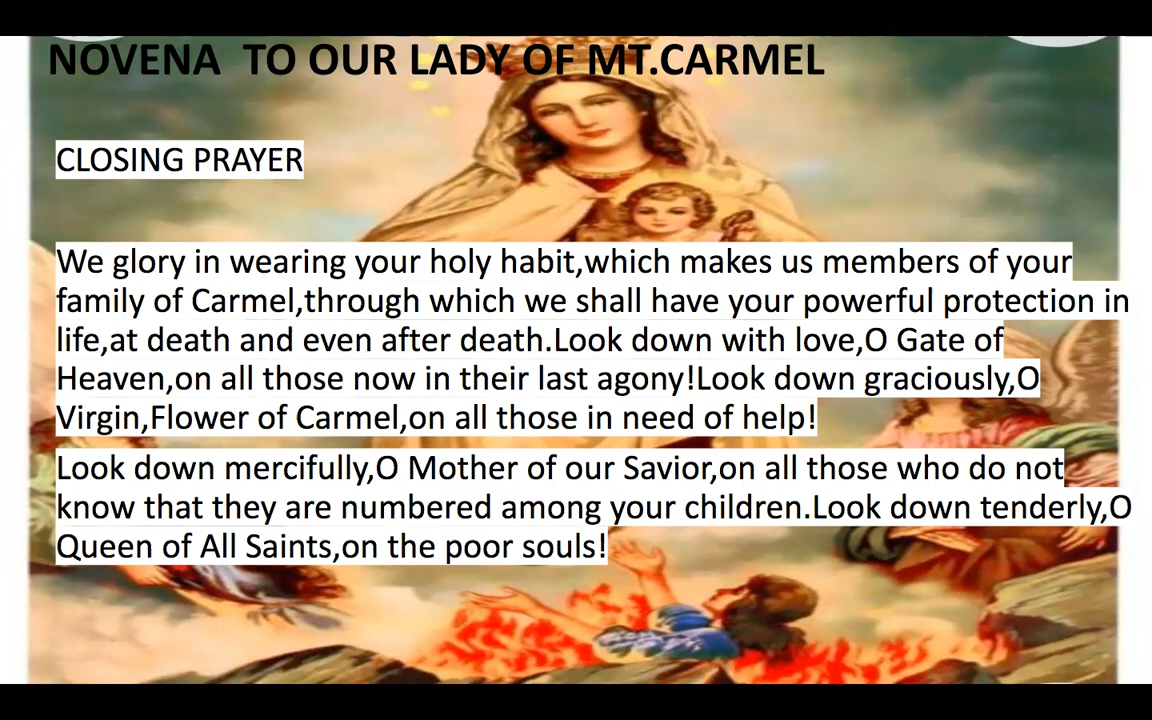 NOVENA  TO OUR LADY OF MT.CARMEL
CLOSING PRAYER
We glory in wearing your holy habit,which makes us members of your
family of Carmel,through which we shall have your powerful protection in
life,at death and even after death.Look down with love,O Gate of
Heaven,on all those now in their last agony!Look down graciously,O
Virgin,Flower of Carmel,on all those in need of help!
Look down mercifully,O Mother of our Savior,on all those who do not
know that they are numbered among your children.Look down tenderly,O
Queen of All Saints,on the poor souls!